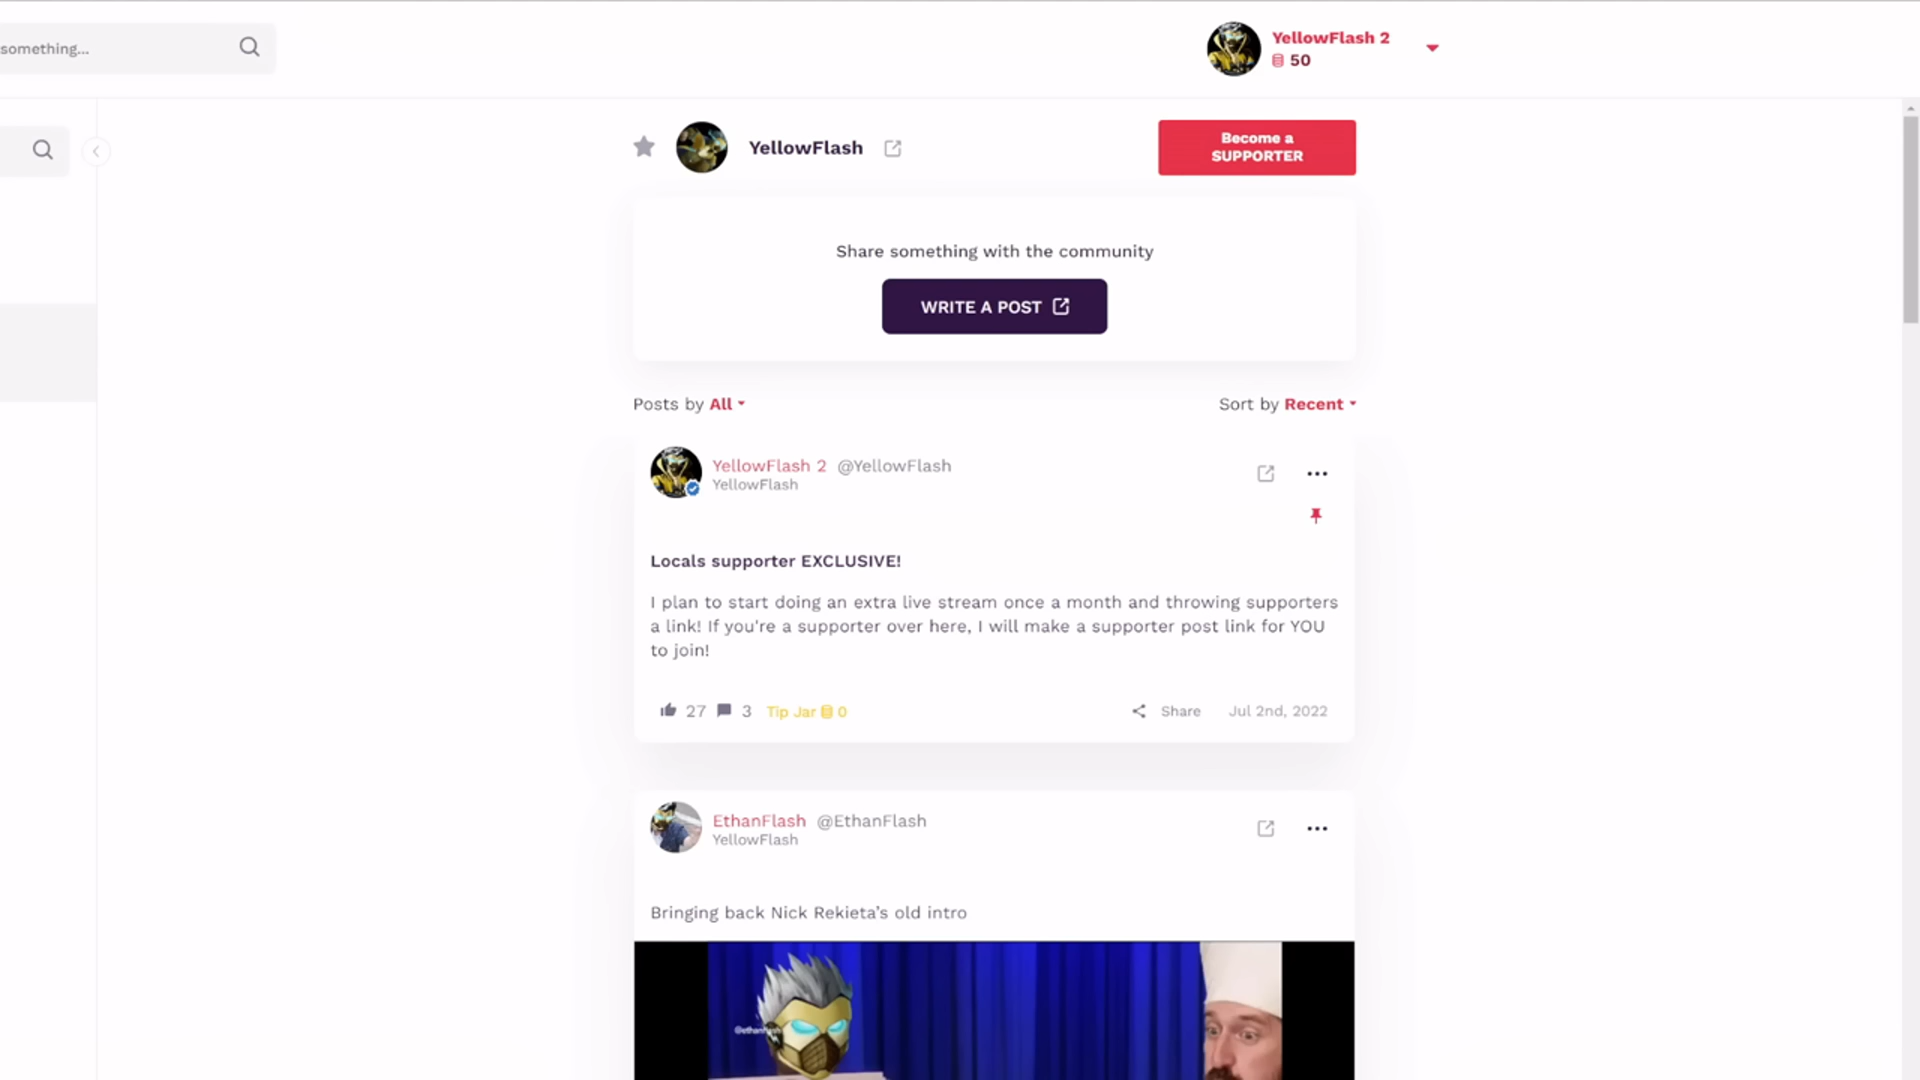 something...
YellowFlash 2
50
YellowFlash
Become a
SUPPORTER
Share something with the community
WRITE A POST
Posts by All
Sort by Recent
YellowFlash 2 @YellowFlash
YellowFlash
Locals supporter EXCLUSIVE!
I plan to start doing an extra live stream once a month and throwing supporters
a link! If you're a supporter over here, I will make a supporter post link for YOU
to join!
27 3 Tip Jar 0
Share Jul 2nd, 2022
EthanFlash @EthanFlash
YellowFlash
Bringing back Nick Rekieta’s old intro
@ethanflash